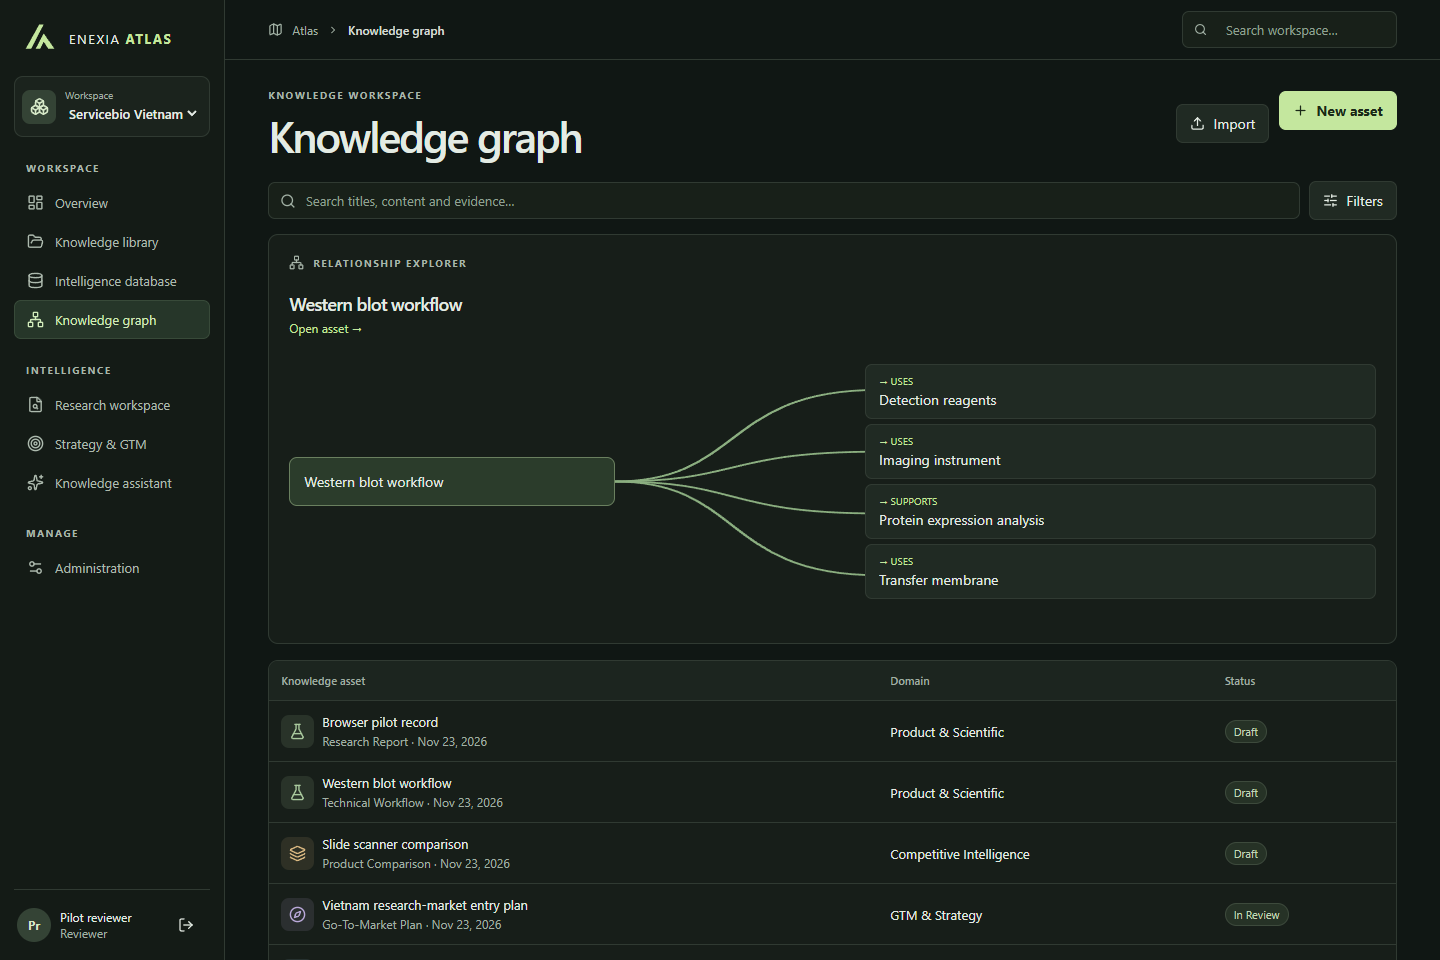 ENEXIA ATLAS
Workspace
Servicebio Vietnam
WORKSPACE
Overview
Knowledge library
Intelligence database
Knowledge graph
INTELLIGENCE
Research workspace
Strategy & GTM
Knowledge assistant
MANAGE
Administration
Pr
Pilot reviewer
Reviewer
Atlas
Knowledge graph
Search workspace...
KNOWLEDGE WORKSPACE
Knowledge graph
Import
New asset
Search titles, content and evidence...
Filters
RELATIONSHIP EXPLORER
Western blot workflow
Open asset →
Western blot workflow
→ USES
Detection reagents
→ USES
Imaging instrument
→ SUPPORTS
Protein expression analysis
→ USES
Transfer membrane
Knowledge asset Domain Status
Browser pilot record
Research Report · Nov 23, 2026
Product & Scientific
Draft
Western blot workflow
Technical Workflow · Nov 23, 2026
Product & Scientific
Draft
Slide scanner comparison
Product Comparison · Nov 23, 2026
Competitive Intelligence
Draft
Vietnam research-market entry plan
Go-To-Market Plan · Nov 23, 2026
GTM & Strategy
In Review